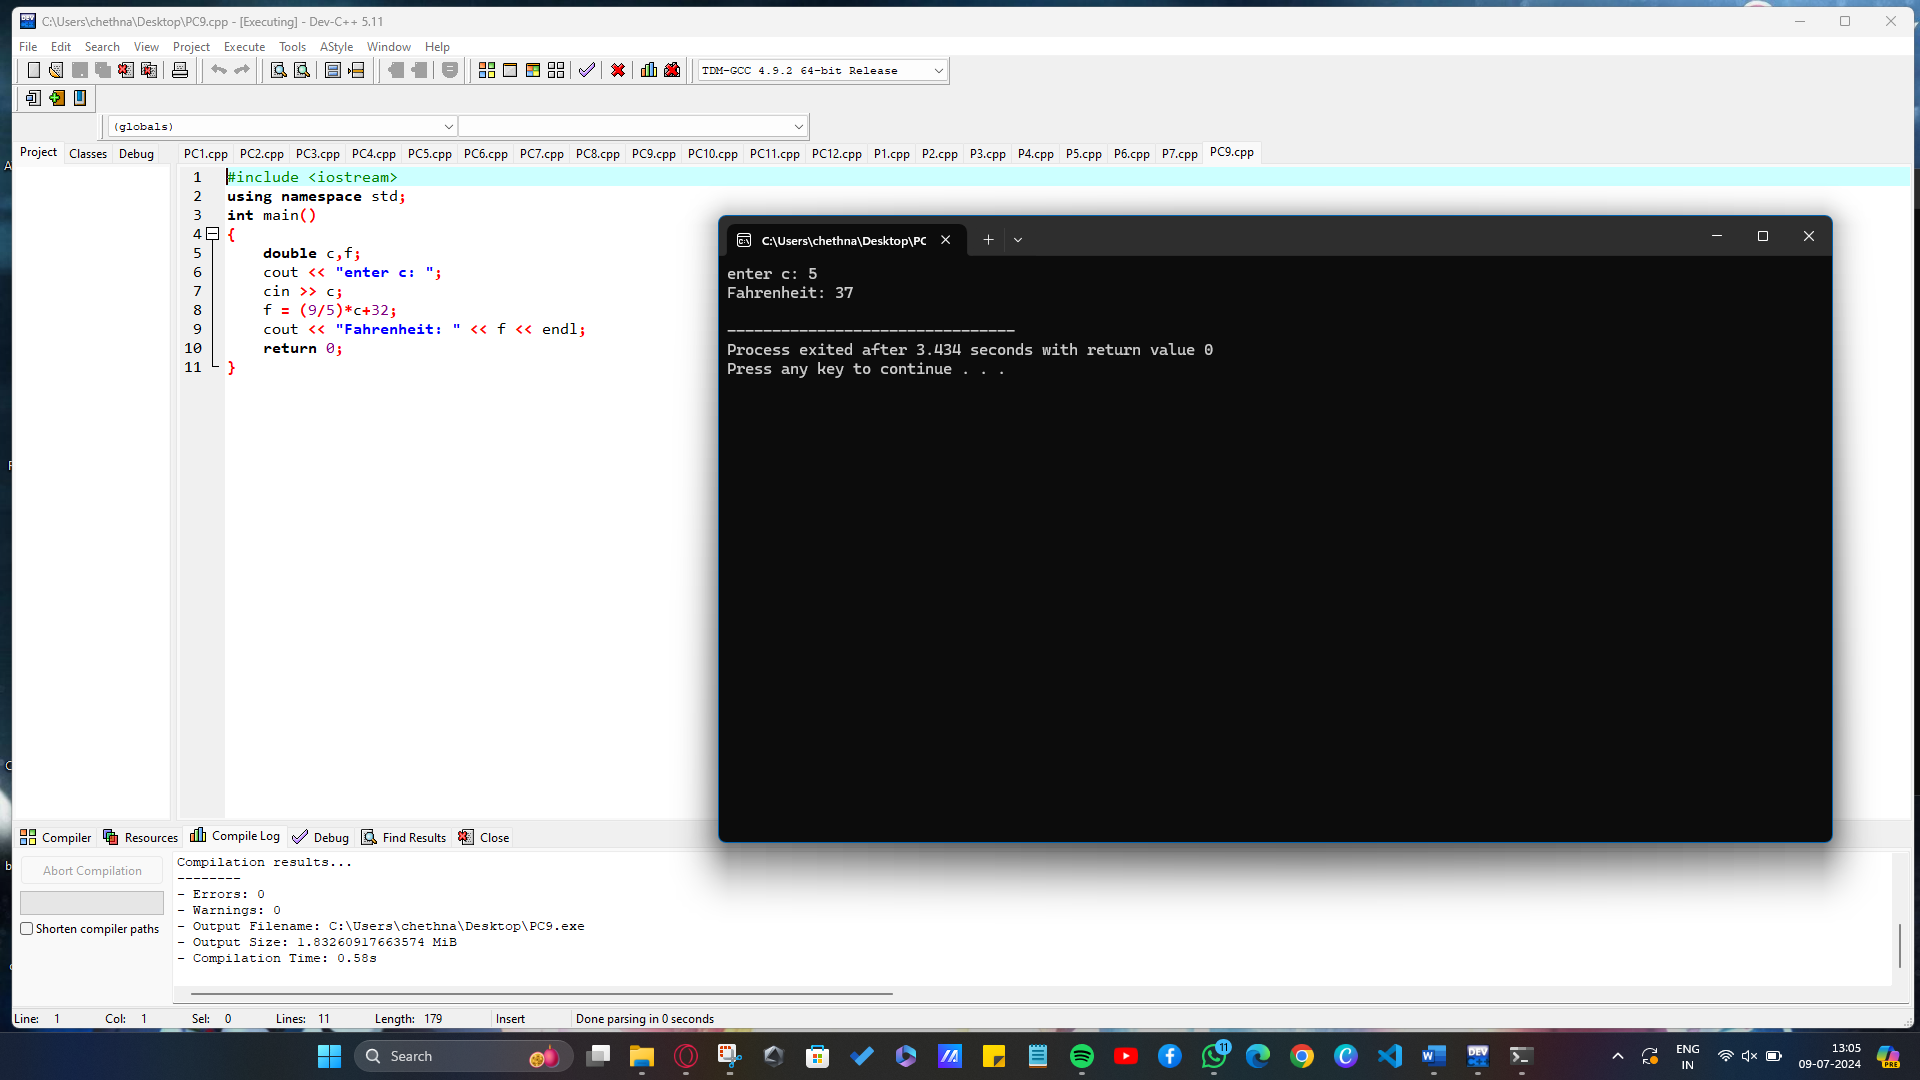 C:\Users\chethna\Desktop\PC9.cpp - [Executing] - Dev-C++ 5.11
File Edit Search View Project Execute Tools AStyle Window Help
TDM-GCC 4.9.2 64-bit Release
(globals)
Project Classes Debug
PC1.cpp PC2.cpp PC3.cpp PC4.cpp PC5.cpp PC6.cpp PC7.cpp PC8.cpp PC9.cpp PC10.cpp PC11.cpp PC12.cpp P1.cpp P2.cpp P3.cpp P4.cpp P5.cpp P6.cpp P7.cpp PC9.cpp
1 #include <iostream>
2 using namespace std;
3 int main()
4 {
5 double c,f;
6 cout << "enter c: ";
7 cin >> c;
8 f = (9/5)*c+32;
9 cout << "Fahrenheit: " << f << endl;
10 return 0;
11 }
C:\Users\chethna\Desktop\PC
enter c: 5
Fahrenheit: 37
--------------------------------
Process exited after 3.434 seconds with return value 0
Press any key to continue . . .
Compiler Resources Compile Log Debug Find Results Close
Abort Compilation
Shorten compiler paths
Compilation results...
--------
- Errors: 0
- Warnings: 0
- Output Filename: C:\Users\chethna\Desktop\PC9.exe
- Output Size: 1.83260917663574 MiB
- Compilation Time: 0.58s
Line: 1 Col: 1 Sel: 0 Lines: 11 Length: 179 Insert Done parsing in 0 seconds
Search
11
DEV
ENG
IN
13:05
09-07-2024
PRE